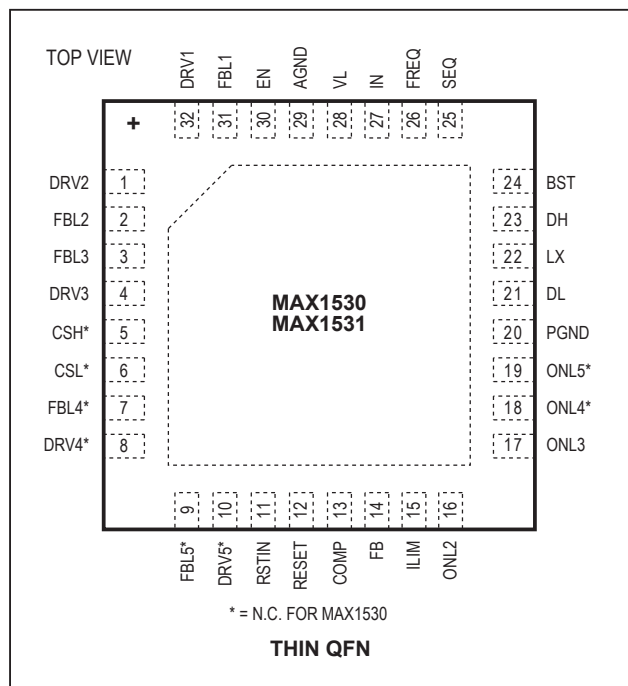 TOP VIEW
DRV1
FBL1
EN
AGND
VL
IN
FREQ
SEQ
+
32
31
30
29
28
27
26
25
DRV2 1
FBL2 2
FBL3 3
DRV3 4
CSH* 5
CSL* 6
FBL4* 7
DRV4* 8
24 BST
23 DH
22 LX
21 DL
20 PGND
19 ONL5*
18 ONL4*
17 ONL3
MAX1530
MAX1531
9
10
11
12
13
14
15
16
FBL5*
DRV5*
RSTIN
RESET
COMP
FB
ILIM
ONL2
* = N.C. FOR MAX1530
THIN QFN